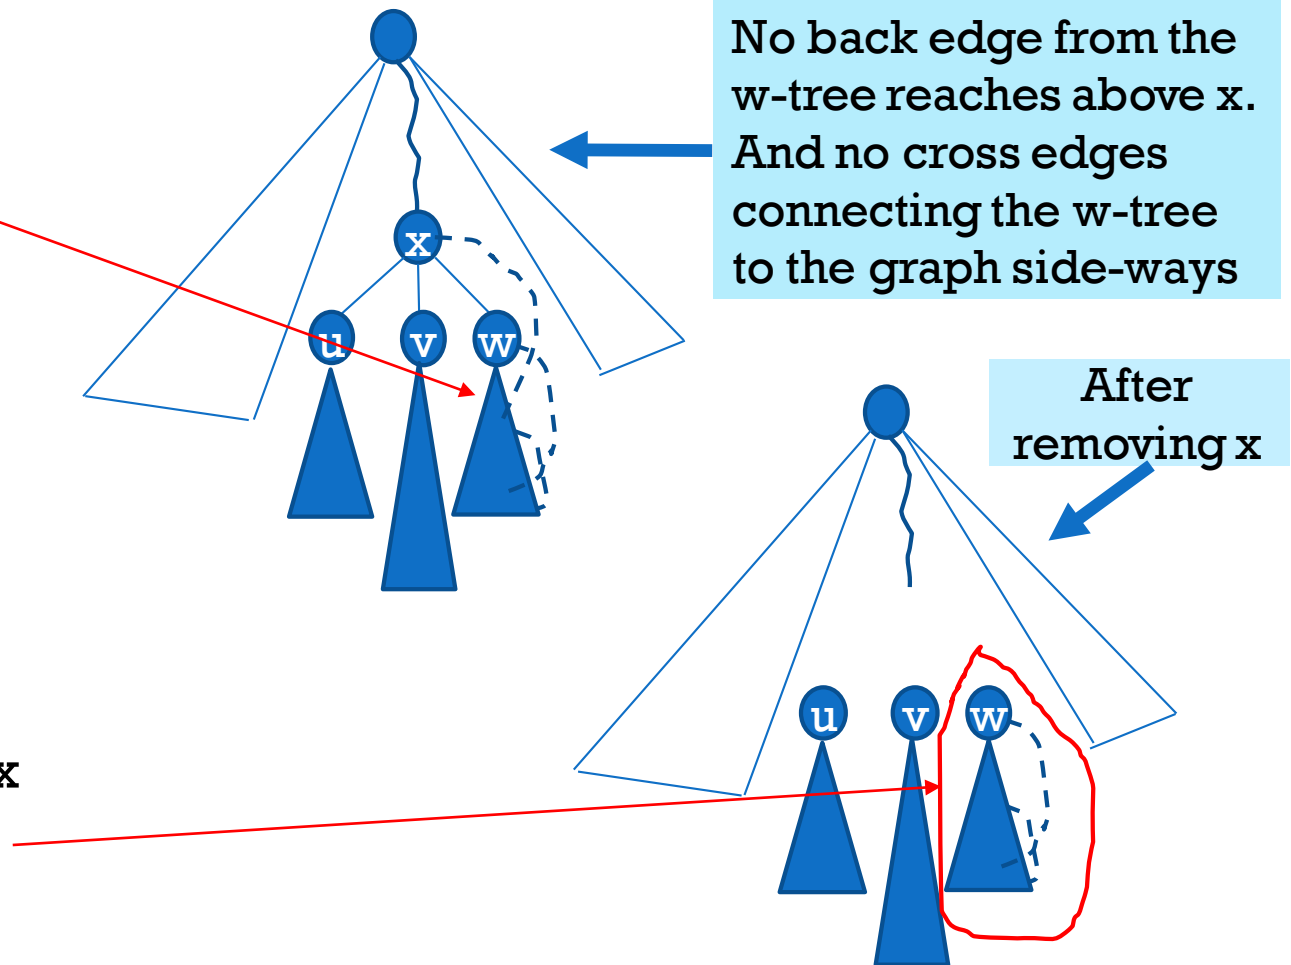 No back edge from the
w-tree reaches above x.
And no cross edges
connecting the w-tree
to the graph side-ways
x
u
v
w
After
removing x
u
v
w
x